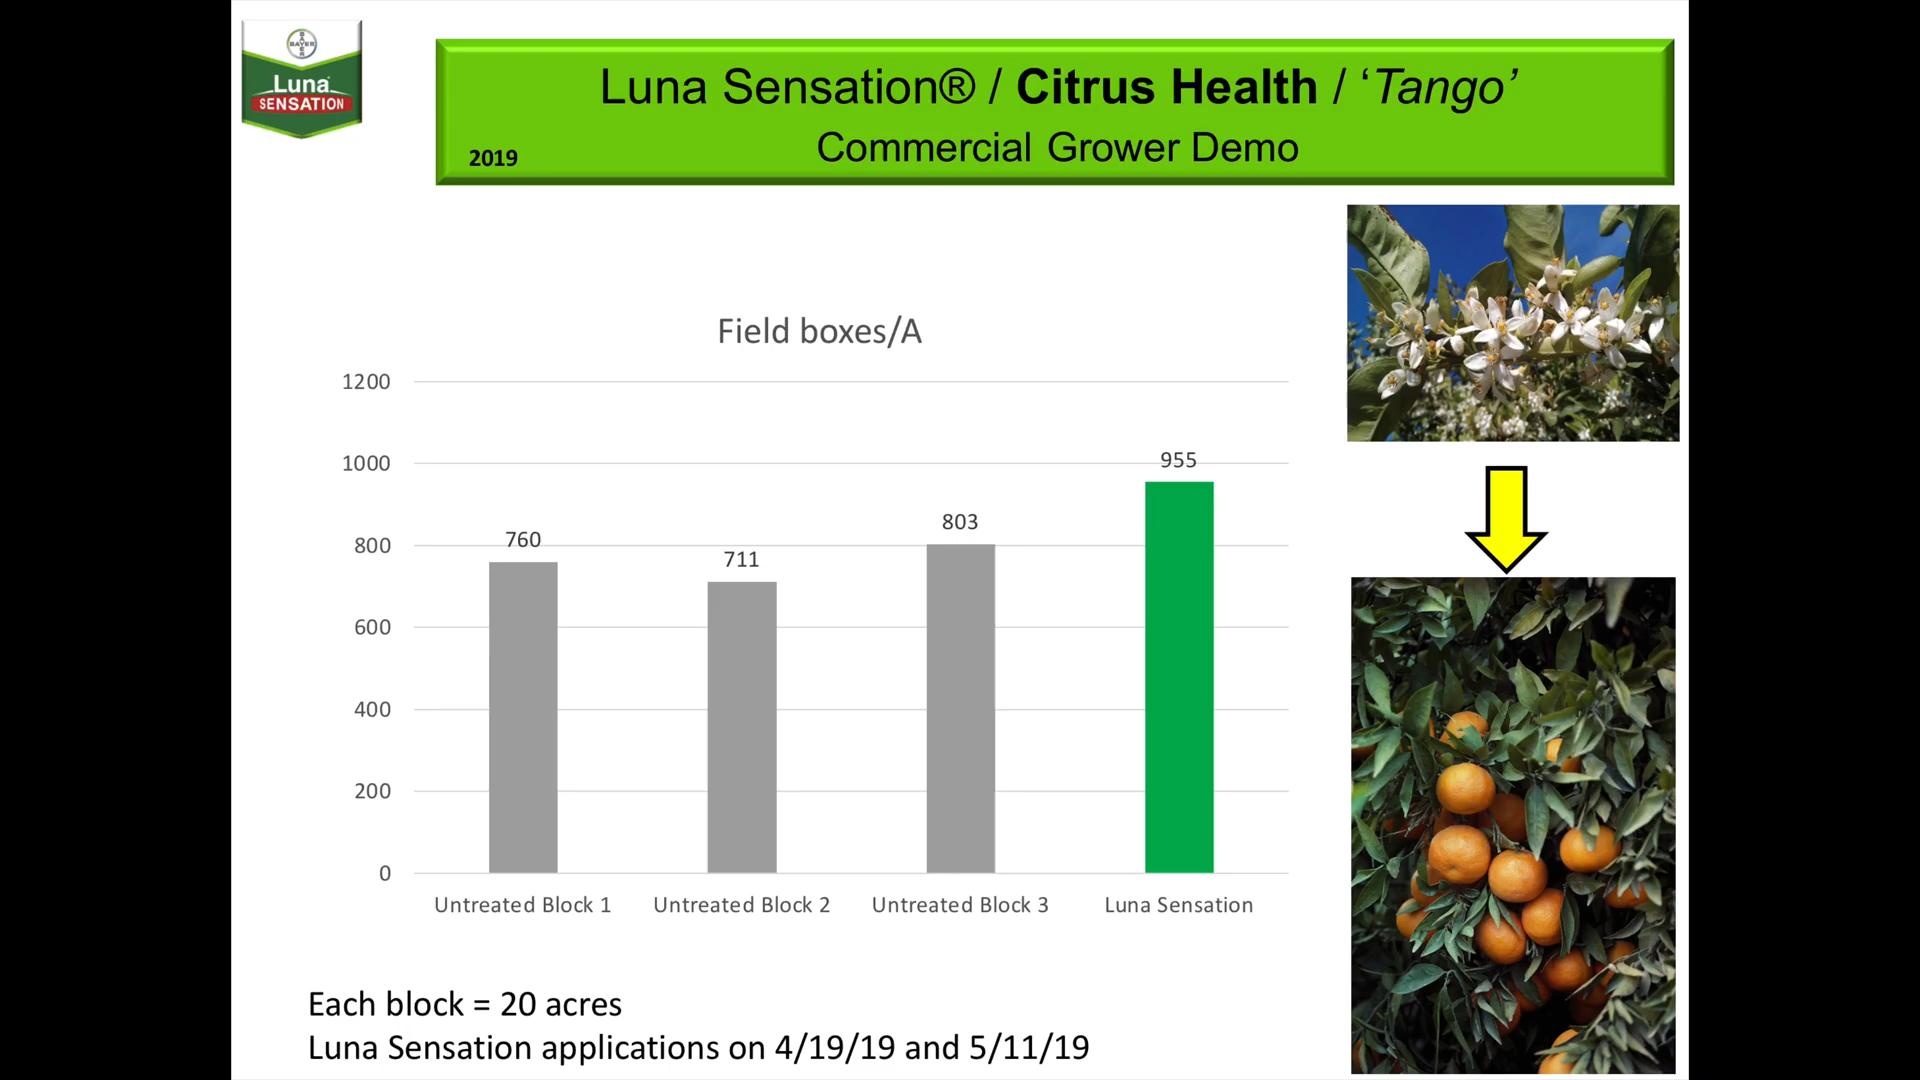 BAYER
Luna
SENSATION
Luna Sensation® / Citrus Health / ‘Tango’
Commercial Grower Demo
2019
Field boxes/A
1200
1000
800
600
400
200
0
760
711
803
955
Untreated Block 1
Untreated Block 2
Untreated Block 3
Luna Sensation
Each block = 20 acres
Luna Sensation applications on 4/19/19 and 5/11/19